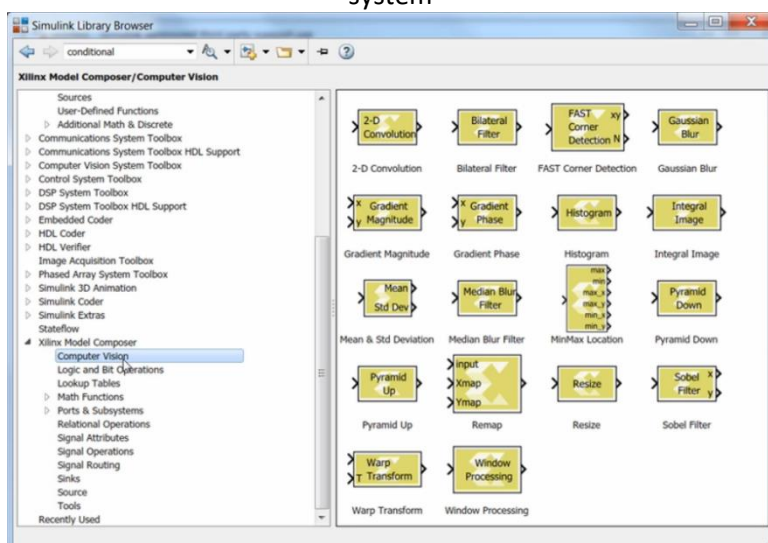 system
Simulink Library Browser
conditional
Xilinx Model Composer/Computer Vision
Sources
User-Defined Functions
Additional Math & Discrete
Communications System Toolbox
Communications System Toolbox HDL Support
Computer Vision System Toolbox
Control System Toolbox
DSP System Toolbox
DSP System Toolbox HDL Support
Embedded Coder
HDL Coder
HDL Verifier
Image Acquisition Toolbox
Phased Array System Toolbox
Simulink 3D Animation
Simulink Coder
Simulink Extras
Stateflow
Xilinx Model Composer
Computer Vision
Logic and Bit Operations
Lookup Tables
Math Functions
Ports & Subsystems
Relational Operations
Signal Attributes
Signal Operations
Signal Routing
Sinks
Source
Tools
Recently Used
2-D
Convolution
2-D Convolution
Bilateral
Filter
Bilateral Filter
FAST xy
Corner
Detection N
FAST Corner Detection
Gaussian
Blur
Gaussian Blur
x Gradient
y Magnitude
Gradient Magnitude
x Gradient
y Phase
Gradient Phase
Histogram
Histogram
Integral
Image
Integral Image
Mean
Std Dev
Mean & Std Deviation
Median Blur
Filter
Median Blur Filter
max
min
max_x
max_y
min_x
min_y
MinMax Location
Pyramid
Down
Pyramid Down
Pyramid
Up
Pyramid Up
input
Xmap
Ymap
Remap
Resize
Resize
Sobel x
Filter y
Sobel Filter
Warp
T Transform
Warp Transform
Window
Processing
Window Processing